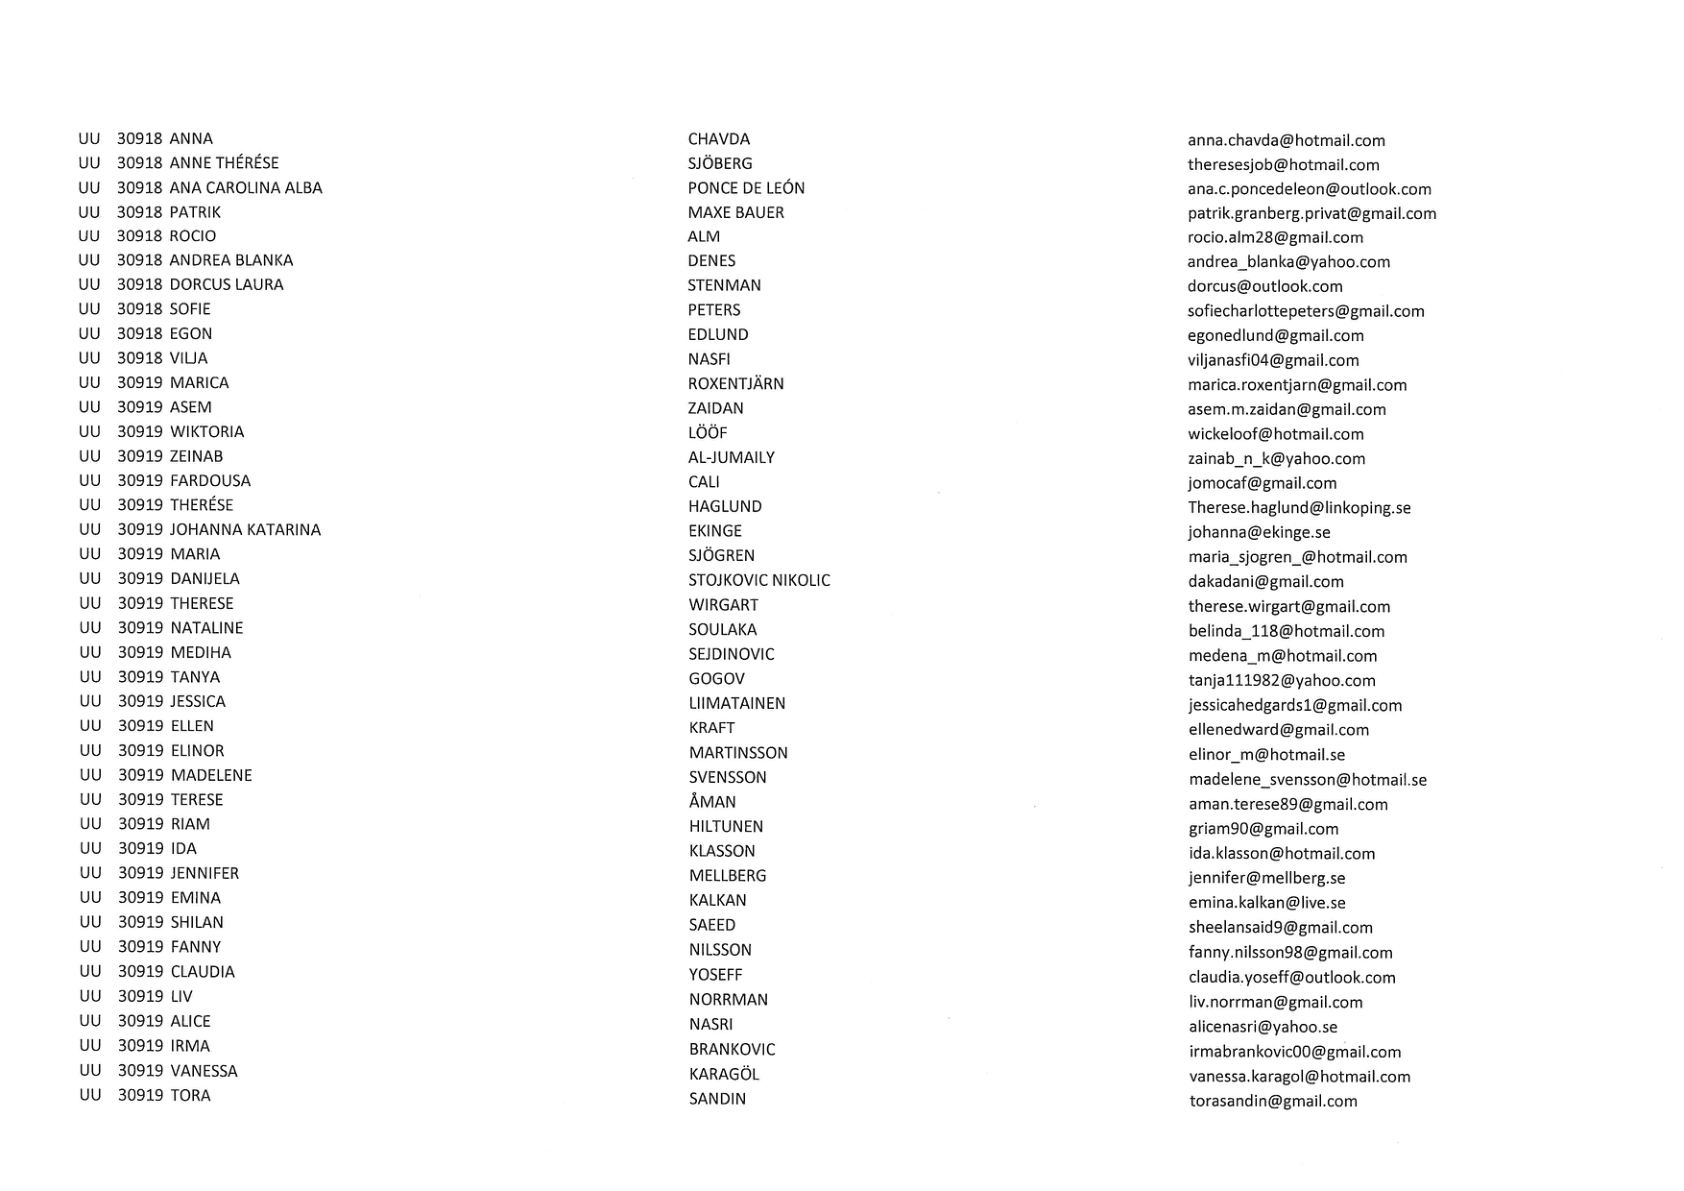 UU 30918 ANNA CHAVDA anna.chavda@hotmail.com
UU 30918 ANNE THÉRÉSE SJÖBERG theresesjob@hotmail.com
UU 30918 ANA CAROLINA ALBA PONCE DE LEÓN ana.c.poncedeleon@outlook.com
UU 30918 PATRIK MAXE BAUER patrik.granberg.privat@gmail.com
UU 30918 ROCIO ALM rocio.alm28@gmail.com
UU 30918 ANDREA BLANKA DENES andrea_blanka@yahoo.com
UU 30918 DORCUS LAURA STENMAN dorcus@outlook.com
UU 30918 SOFIE PETERS sofiecharlottepeters@gmail.com
UU 30918 EGON EDLUND egonedlund@gmail.com
UU 30918 VILJA NASFI viljanasfi04@gmail.com
UU 30919 MARICA ROXENTJÄRN marica.roxentjarn@gmail.com
UU 30919 ASEM ZAIDAN asem.m.zaidan@gmail.com
UU 30919 WIKTORIA LÖÖF wickeloof@hotmail.com
UU 30919 ZEINAB AL-JUMAILY zainab_n_k@yahoo.com
UU 30919 FARDOUSA CALI jomocaf@gmail.com
UU 30919 THERÉSE HAGLUND Therese.haglund@linkoping.se
UU 30919 JOHANNA KATARINA EKINGE johanna@ekinge.se
UU 30919 MARIA SJÖGREN maria_sjogren_@hotmail.com
UU 30919 DANIJELA STOJKOVIC NIKOLIC dakadani@gmail.com
UU 30919 THERESE WIRGART therese.wirgart@gmail.com
UU 30919 NATALINE SOULAKA belinda_118@hotmail.com
UU 30919 MEDIHA SEJDINOVIC medena_m@hotmail.com
UU 30919 TANYA GOGOV tanja111982@yahoo.com
UU 30919 JESSICA LIIMATAINEN jessicahedgards1@gmail.com
UU 30919 ELLEN KRAFT ellenedward@gmail.com
UU 30919 ELINOR MARTINSSON elinor_m@hotmail.se
UU 30919 MADELENE SVENSSON madelene_svensson@hotmail.se
UU 30919 TERESE ÅMAN aman.terese89@gmail.com
UU 30919 RIAM HILTUNEN griam90@gmail.com
UU 30919 IDA KLASSON ida.klasson@hotmail.com
UU 30919 JENNIFER MELLBERG jennifer@mellberg.se
UU 30919 EMINA KALKAN emina.kalkan@live.se
UU 30919 SHILAN SAEED sheelansaid9@gmail.com
UU 30919 FANNY NILSSON fanny.nilsson98@gmail.com
UU 30919 CLAUDIA YOSEFF claudia.yoseff@outlook.com
UU 30919 LIV NORRMAN liv.norrman@gmail.com
UU 30919 ALICE NASRI alicenasri@yahoo.se
UU 30919 IRMA BRANKOVIC irmabrankovic00@gmail.com
UU 30919 VANESSA KARAGÖL vanessa.karagol@hotmail.com
UU 30919 TORA SANDIN torasandin@gmail.com